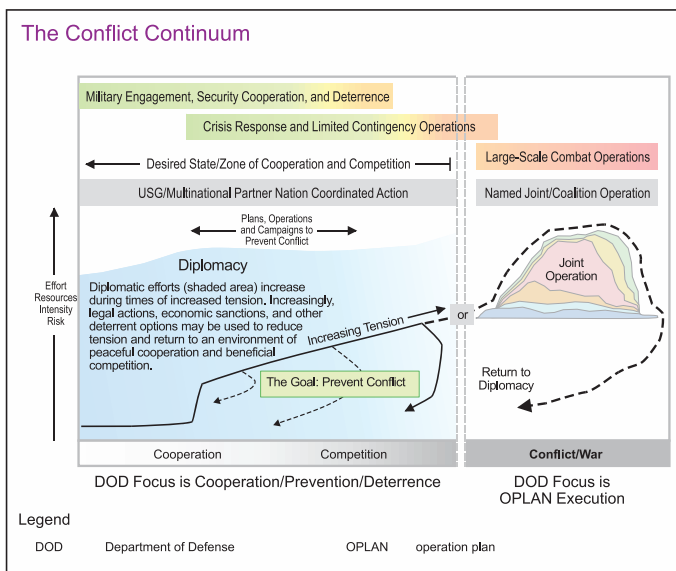 The Conflict Continuum
Military Engagement, Security Cooperation, and Deterrence
Crisis Response and Limited Contingency Operations
Desired State/Zone of Cooperation and Competition
Large-Scale Combat Operations
USG/Multinational Partner Nation Coordinated Action
Named Joint/Coalition Operation
Plans, Operations
and Campaigns to
Prevent Conflict
Effort
Resources
Intensity
Risk
Diplomacy
Diplomatic efforts (shaded area) increase
during times of increased tension. Increasingly,
legal actions, economic sanctions, and other
deterrent options may be used to reduce
tension and return to an environment of
peaceful cooperation and beneficial
competition.
Increasing Tension
or
Joint
Operation
The Goal: Prevent Conflict
Return to
Diplomacy
Cooperation
Competition
Conflict/War
DOD Focus is Cooperation/Prevention/Deterrence
DOD Focus is
OPLAN Execution
Legend
DOD Department of Defense
OPLAN operation plan